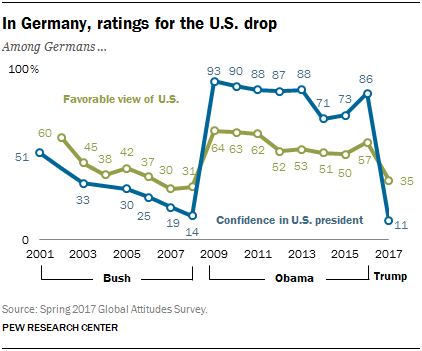 In Germany, ratings for the U.S. drop
Among Germans ...
100%
Favorable view of U.S.
93 90 88 87 88 71 73 86
60 45 38 42 37 30 31 64 63 62 52 53 51 50 57 35
51 33 30 25 19 14 11
Confidence in U.S. president
0
2001 2003 2005 2007 2009 2011 2013 2015 2017
Bush Obama Trump
Source: Spring 2017 Global Attitudes Survey.
PEW RESEARCH CENTER